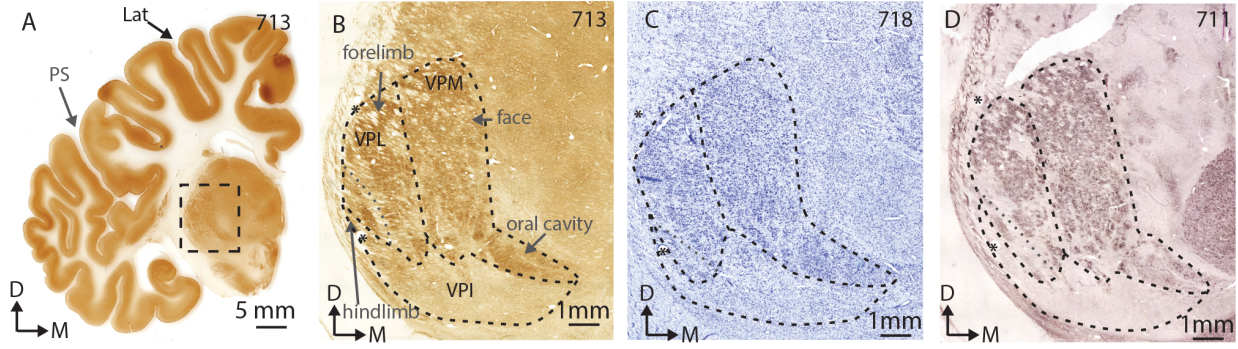 A
Lat
713
PS
D
M
5 mm
B
713
forelimb
VPM
*
face
VPL
oral cavity
*
VPI
D
hindlimb
M
1mm
C
718
*
*
D
M
1mm
D
711
*
*
D
M
1mm